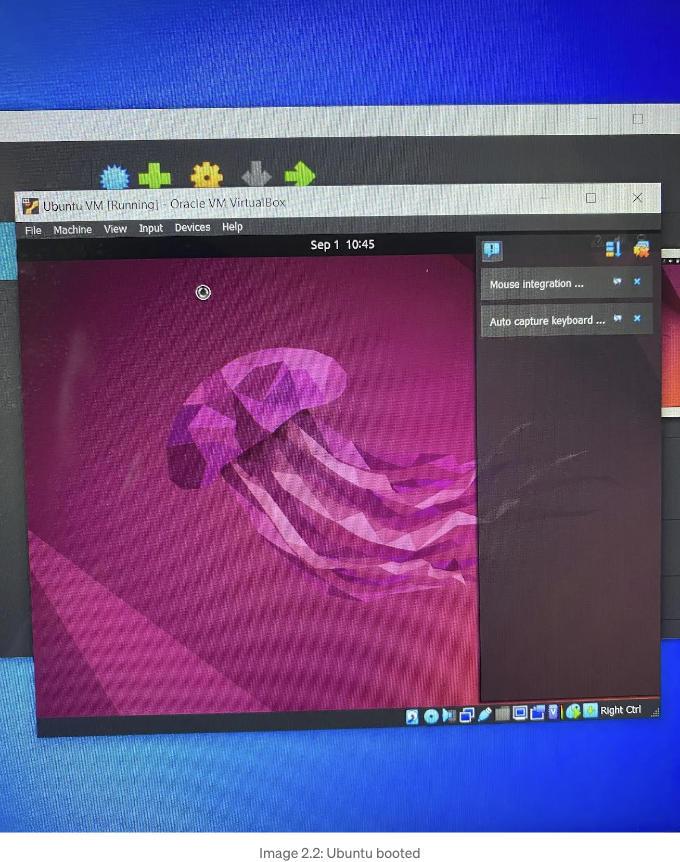 Ubuntu VM [Running] - Oracle VM VirtualBox
File Machine View Input Devices Help
Sep 1 10:45
Mouse integration ...
Auto capture keyboard ...
Right Ctrl
Image 2.2: Ubuntu booted